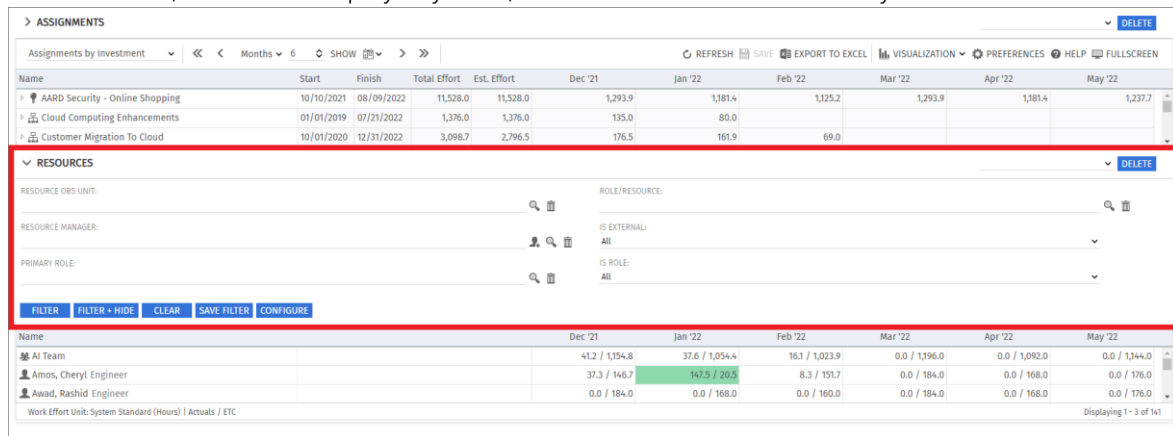 ASSIGNMENTS DELETE
Assignments by Investment Months 6 SHOW REFRESH SAVE EXPORT TO EXCEL VISUALIZATION PREFERENCES HELP FULLSCREEN
Name Start Finish Total Effort Est. Effort Dec '21 Jan '22 Feb '22 Mar '22 Apr '22 May '22
AARD Security - Online Shopping 10/10/2021 08/09/2022 11,528.0 11,528.0 1,293.9 1,181.4 1,125.2 1,293.9 1,181.4 1,237.7
Cloud Computing Enhancements 01/01/2019 07/21/2022 1,376.0 1,376.0 135.0 80.0
Customer Migration To Cloud 10/01/2020 12/31/2022 3,098.7 2,796.5 176.5 161.9 69.0
RESOURCES DELETE
RESOURCE OBS UNIT: ROLE/RESOURCE:
RESOURCE MANAGER: IS EXTERNAL:
All
PRIMARY ROLE: IS ROLE:
All
FILTER FILTER + HIDE CLEAR SAVE FILTER CONFIGURE
Name Dec '21 Jan '22 Feb '22 Mar '22 Apr '22 May '22
AI Team 41.2 / 1,154.8 37.6 / 1,054.4 16.1 / 1,023.9 0.0 / 1,196.0 0.0 / 1,092.0 0.0 / 1,144.0
Amos, Cheryl Engineer 37.3 / 146.7 147.5 / 20.5 8.3 / 151.7 0.0 / 184.0 0.0 / 168.0 0.0 / 176.0
Awad, Rashid Engineer 0.0 / 184.0 0.0 / 168.0 0.0 / 160.0 0.0 / 184.0 0.0 / 168.0 0.0 / 176.0
Work Effort Unit: System Standard (Hours) | Actuals / ETC Displaying 1 - 3 of 141